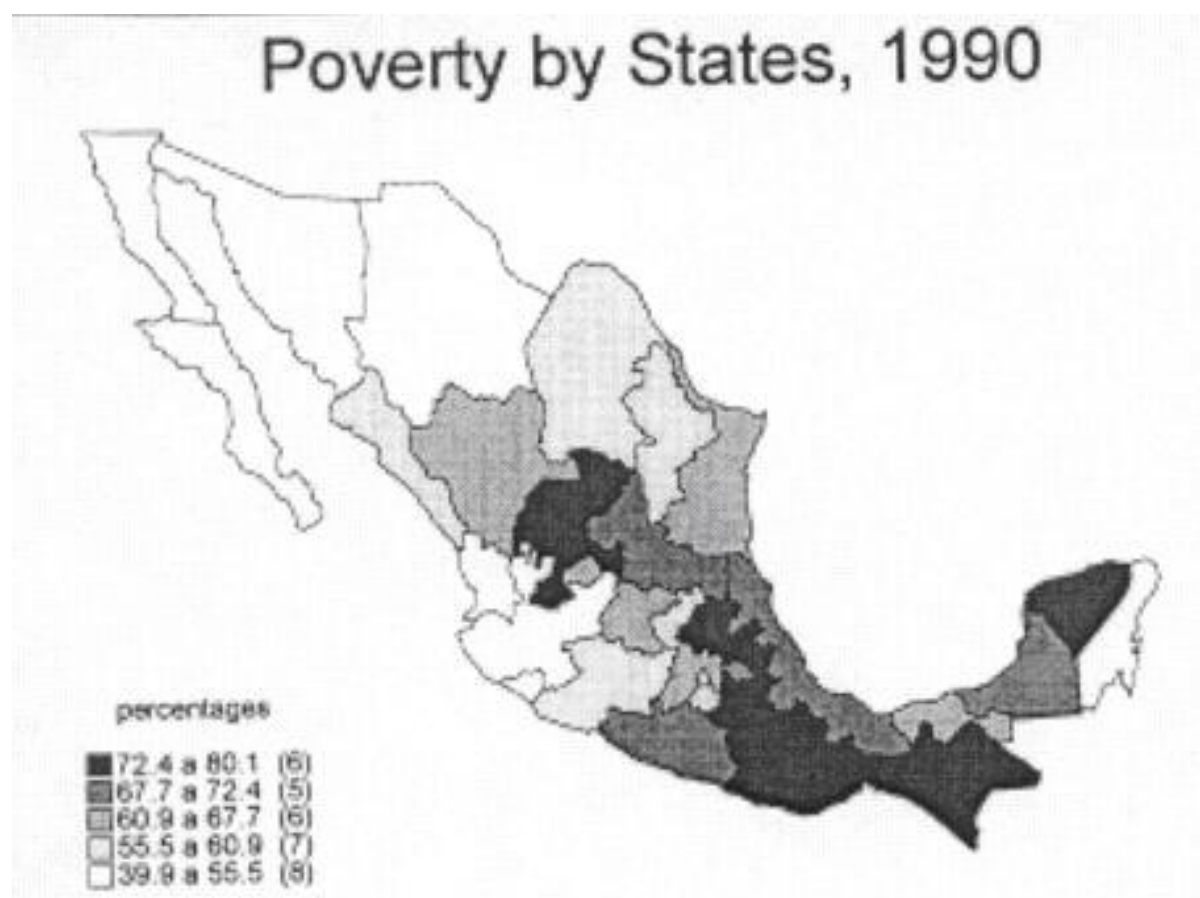 Poverty by States, 1990
percentages
72.4 a 80.1 (6)
67.7 a 72.4 (5)
60.9 a 67.7 (6)
55.5 a 60.9 (7)
39.9 a 55.5 (8)